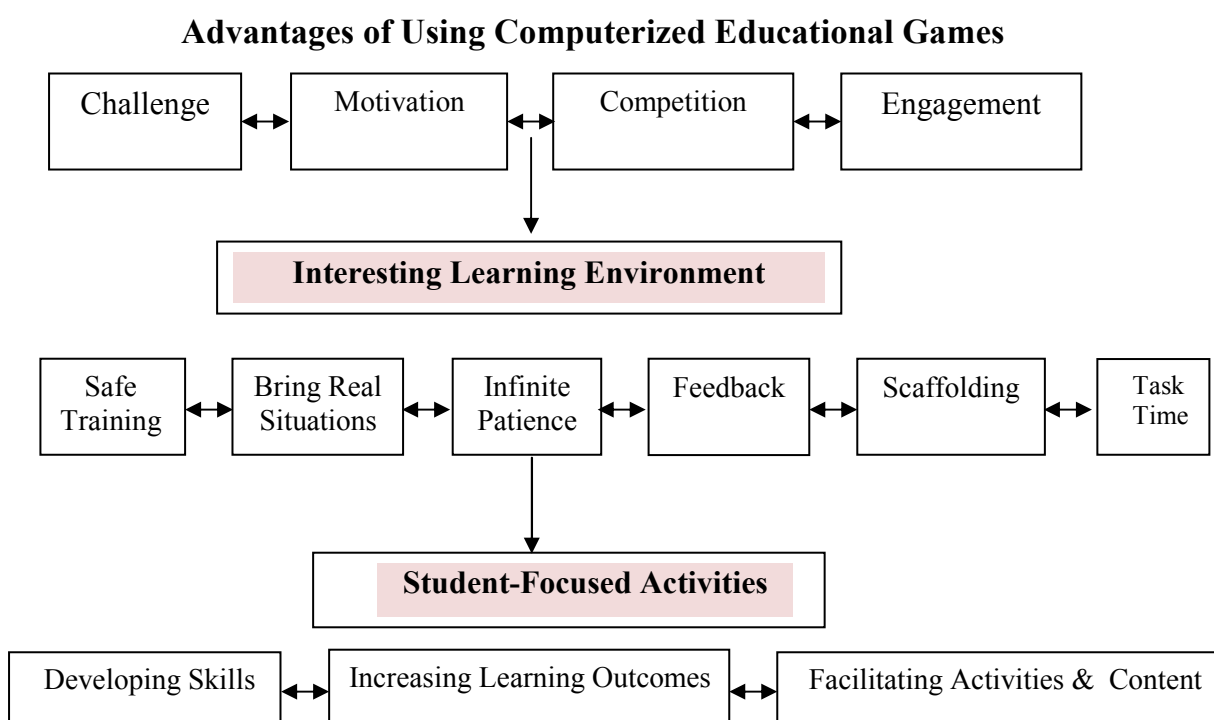 Advantages of Using Computerized Educational Games
Challenge
Motivation
Competition
Engagement
Interesting Learning Environment
Safe
Training
Bring Real
Situations
Infinite
Patience
Feedback
Scaffolding
Task
Time
Student-Focused Activities
Developing Skills
Increasing Learning Outcomes
Facilitating Activities & Content